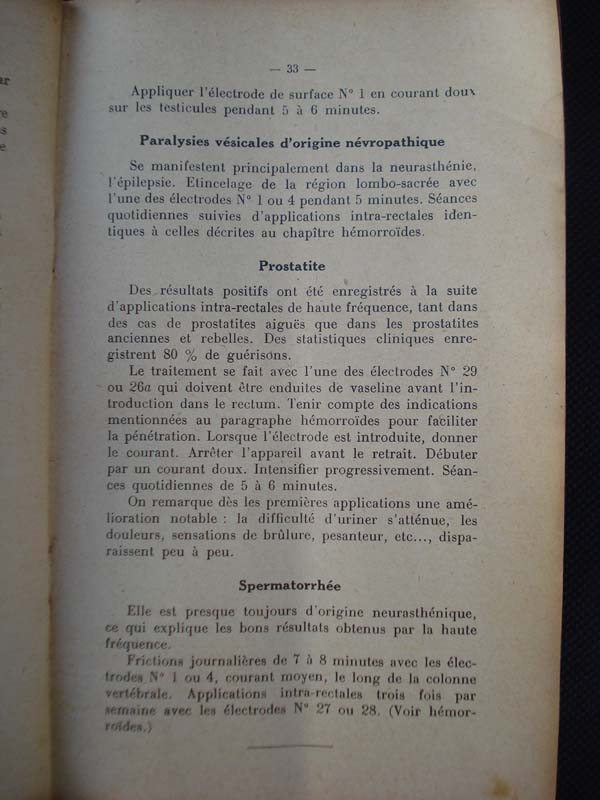 — 33 —
Appliquer l'électrode de surface N° 1 en courant doux
sur les testicules pendant 5 à 6 minutes.
Paralysies vésicales d'origine névropathique
Se manifestent principalement dans la neurasthénie,
l'épilepsie. Etincelage de la région lombo-sacrée avec
l'une des électrodes N° 1 ou 4 pendant 5 minutes. Séances
quotidiennes suivies d'applications intra-rectales iden-
tiques à celles décrites au chapître hémorroïdes.
Prostatite
Des résultats positifs ont été enregistrés à la suite
d'applications intra-rectales de haute fréquence, tant dans
des cas de prostatites aiguës que dans les prostatites
anciennes et rebelles. Des statistiques cliniques enre-
gistrent 80 % de guérisons.
Le traitement se fait avec l'une des électrodes N° 29
ou 26a qui doivent être enduites de vaseline avant l'in-
troduction dans le rectum. Tenir compte des indications
mentionnées au paragraphe hémorroïdes pour faciliter
la pénétration. Lorsque l'électrode est introduite, donner
le courant. Arrêter l'appareil avant le retrait. Débuter
par un courant doux. Intensifier progressivement. Séan-
ces quotidiennes de 5 à 6 minutes.
On remarque dès les premières applications une amé-
lioration notable : la difficulté d'uriner s'atténue, les
douleurs, sensations de brûlure, pesanteur, etc..., dispa-
raissent peu à peu.
Spermatorrhée
Elle est presque toujours d'origine neurasthénique,
ce qui explique les bons résultats obtenus par la haute
fréquence.
Frictions journalières de 7 à 8 minutes avec les élec-
trodes N° 1 ou 4, courant moyen, le long de la colonne
vertébrale. Applications intra-rectales trois fois par
semaine avec les électrodes N° 27 ou 28. (Voir hémor-
roïdes.)